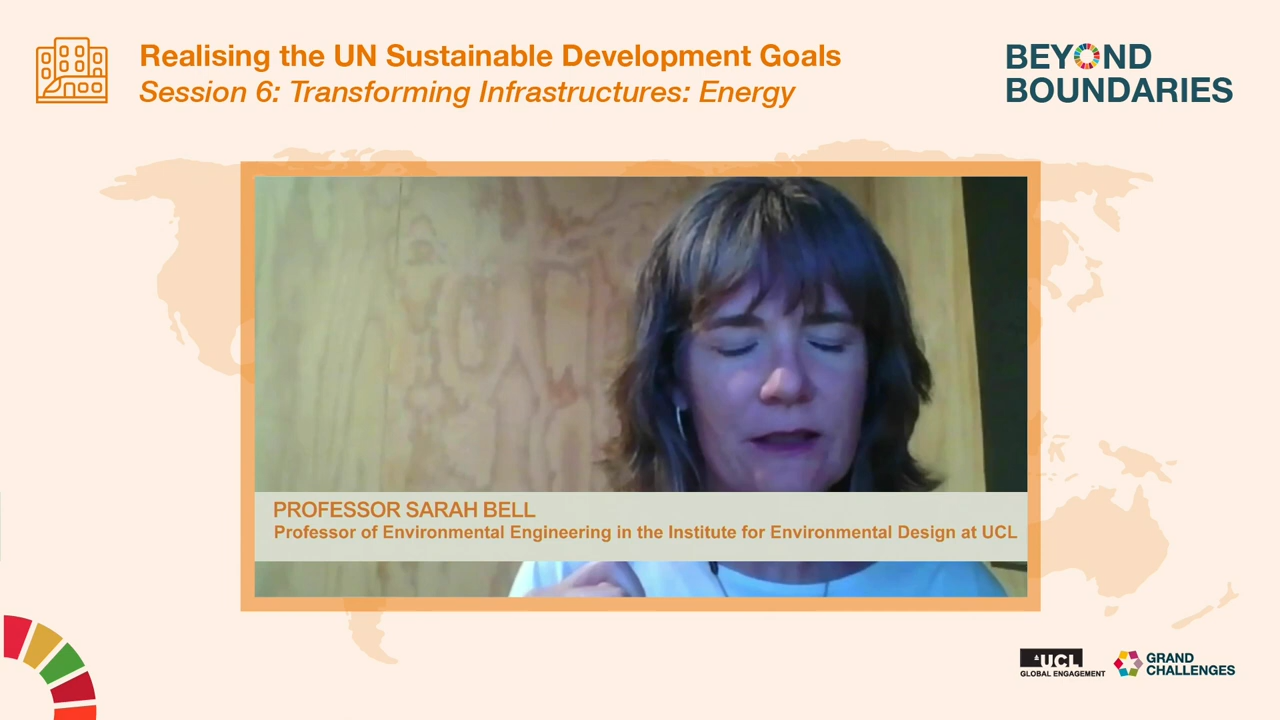 Realising the UN Sustainable Development Goals
Session 6: Transforming Infrastructures: Energy
BEYOND
BOUNDARIES
PROFESSOR SARAH BELL
Professor of Environmental Engineering in the Institute for Environmental Design at UCL
UCL
GLOBAL ENGAGEMENT
GRAND
CHALLENGES